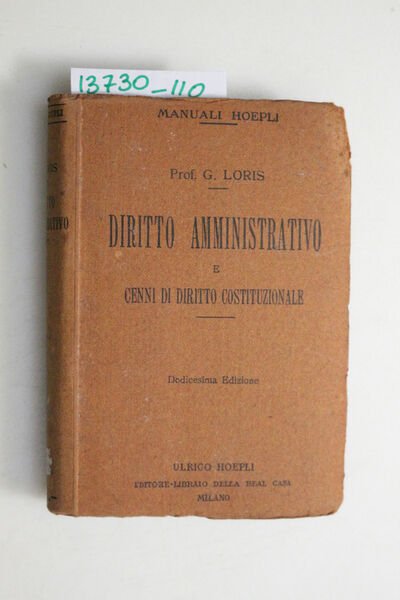 13730_110
MANUALI HOEPLI
Prof. G. LORIS
DIRITTO AMMINISTRATIVO
E
CENNI DI DIRITTO COSTITUZIONALE
Dodicesima Edizione
ULRICO HOEPLI
EDITORE-LIBRAIO DELLA REAL CASA
MILANO